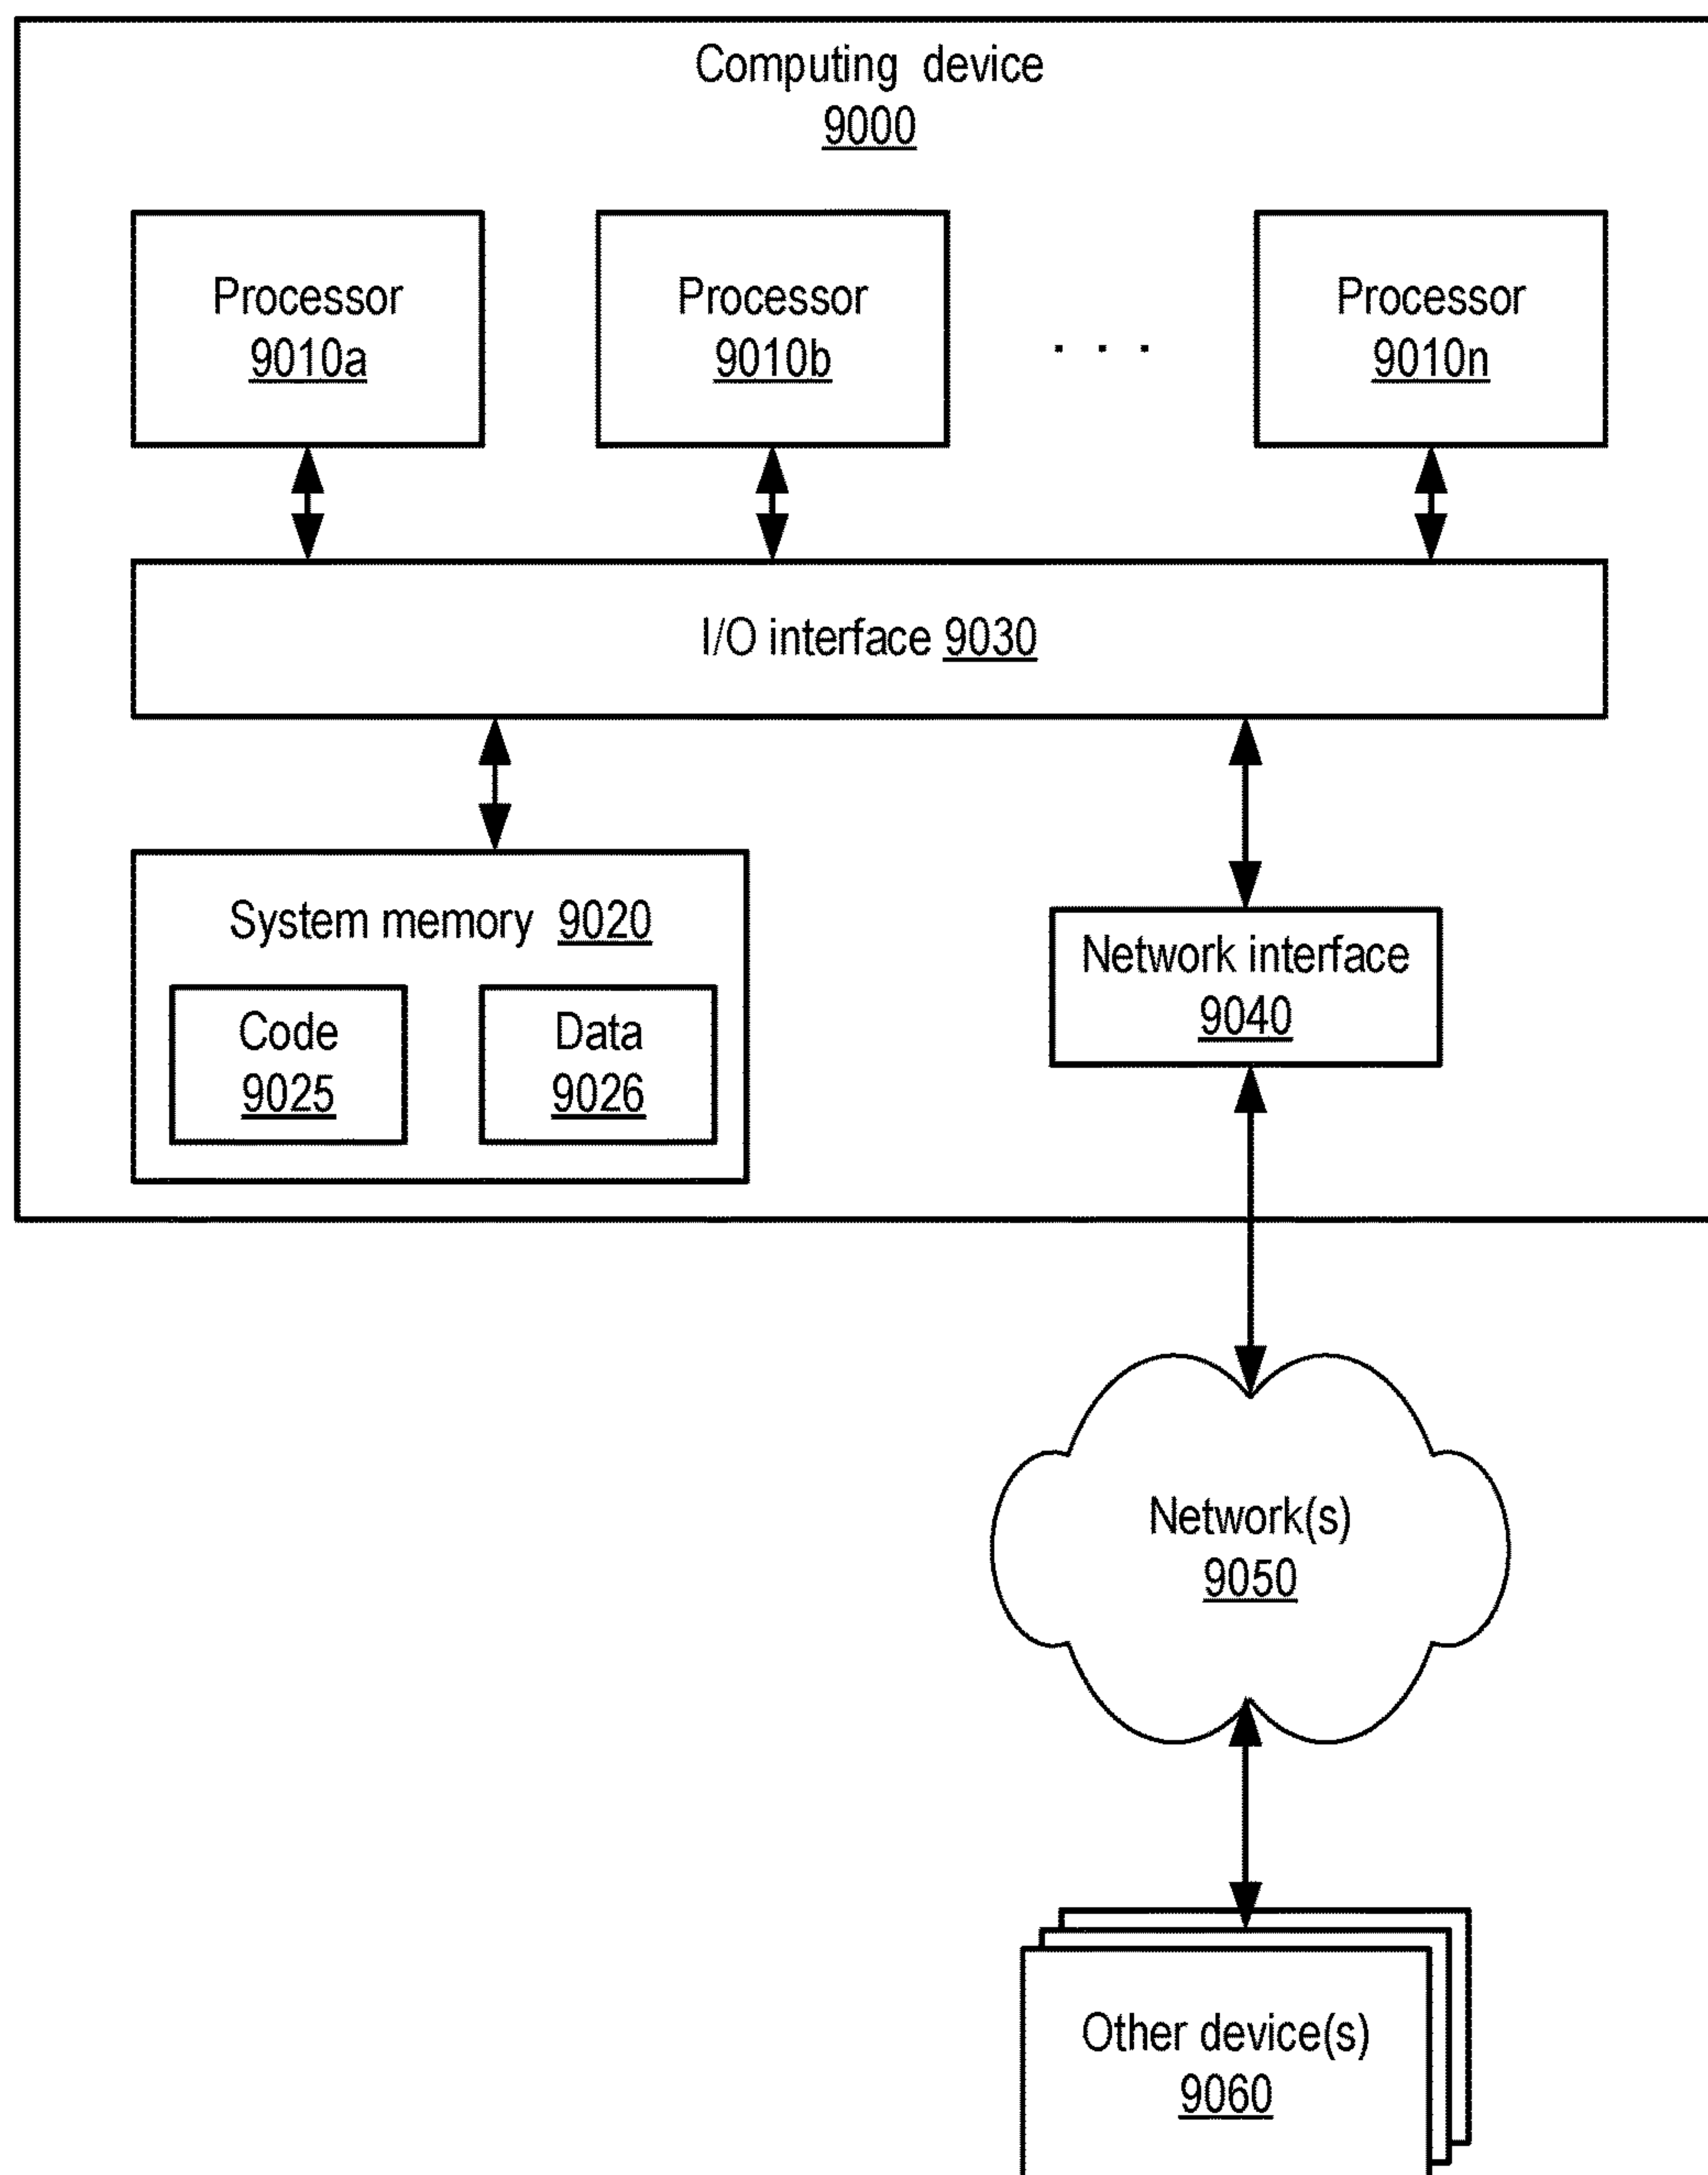 Computing device
9000
Processor
9010a
Processor
9010b
. . .
Processor
9010n
I/O interface 9030
System memory 9020
Code
9025
Data
9026
Network interface
9040
Network(s)
9050
Other device(s)
9060